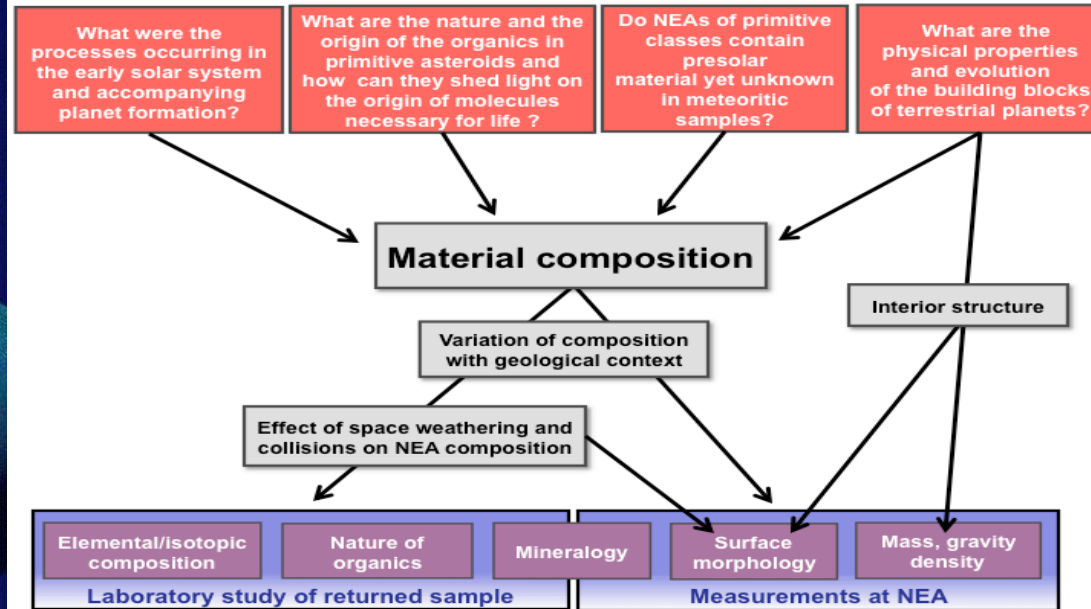 What were the
processes occurring in
the early solar system
and accompanying
planet formation?
What are the nature and the
origin of the organics in
primitive asteroids and
how can they shed light on
the origin of molecules
necessary for life ?
Do NEAs of primitive
classes contain
presolar
material yet unknown
in meteoritic
samples?
What are the
physical properties
and evolution
of the building blocks
of terrestrial planets?
Material composition
Interior structure
Variation of composition
with geological context
Effect of space weathering and
collisions on NEA composition
Elemental/isotopic
composition
Nature of
organics
Mineralogy
Surface
morphology
Mass, gravity
density
Laboratory study of returned sample
Measurements at NEA